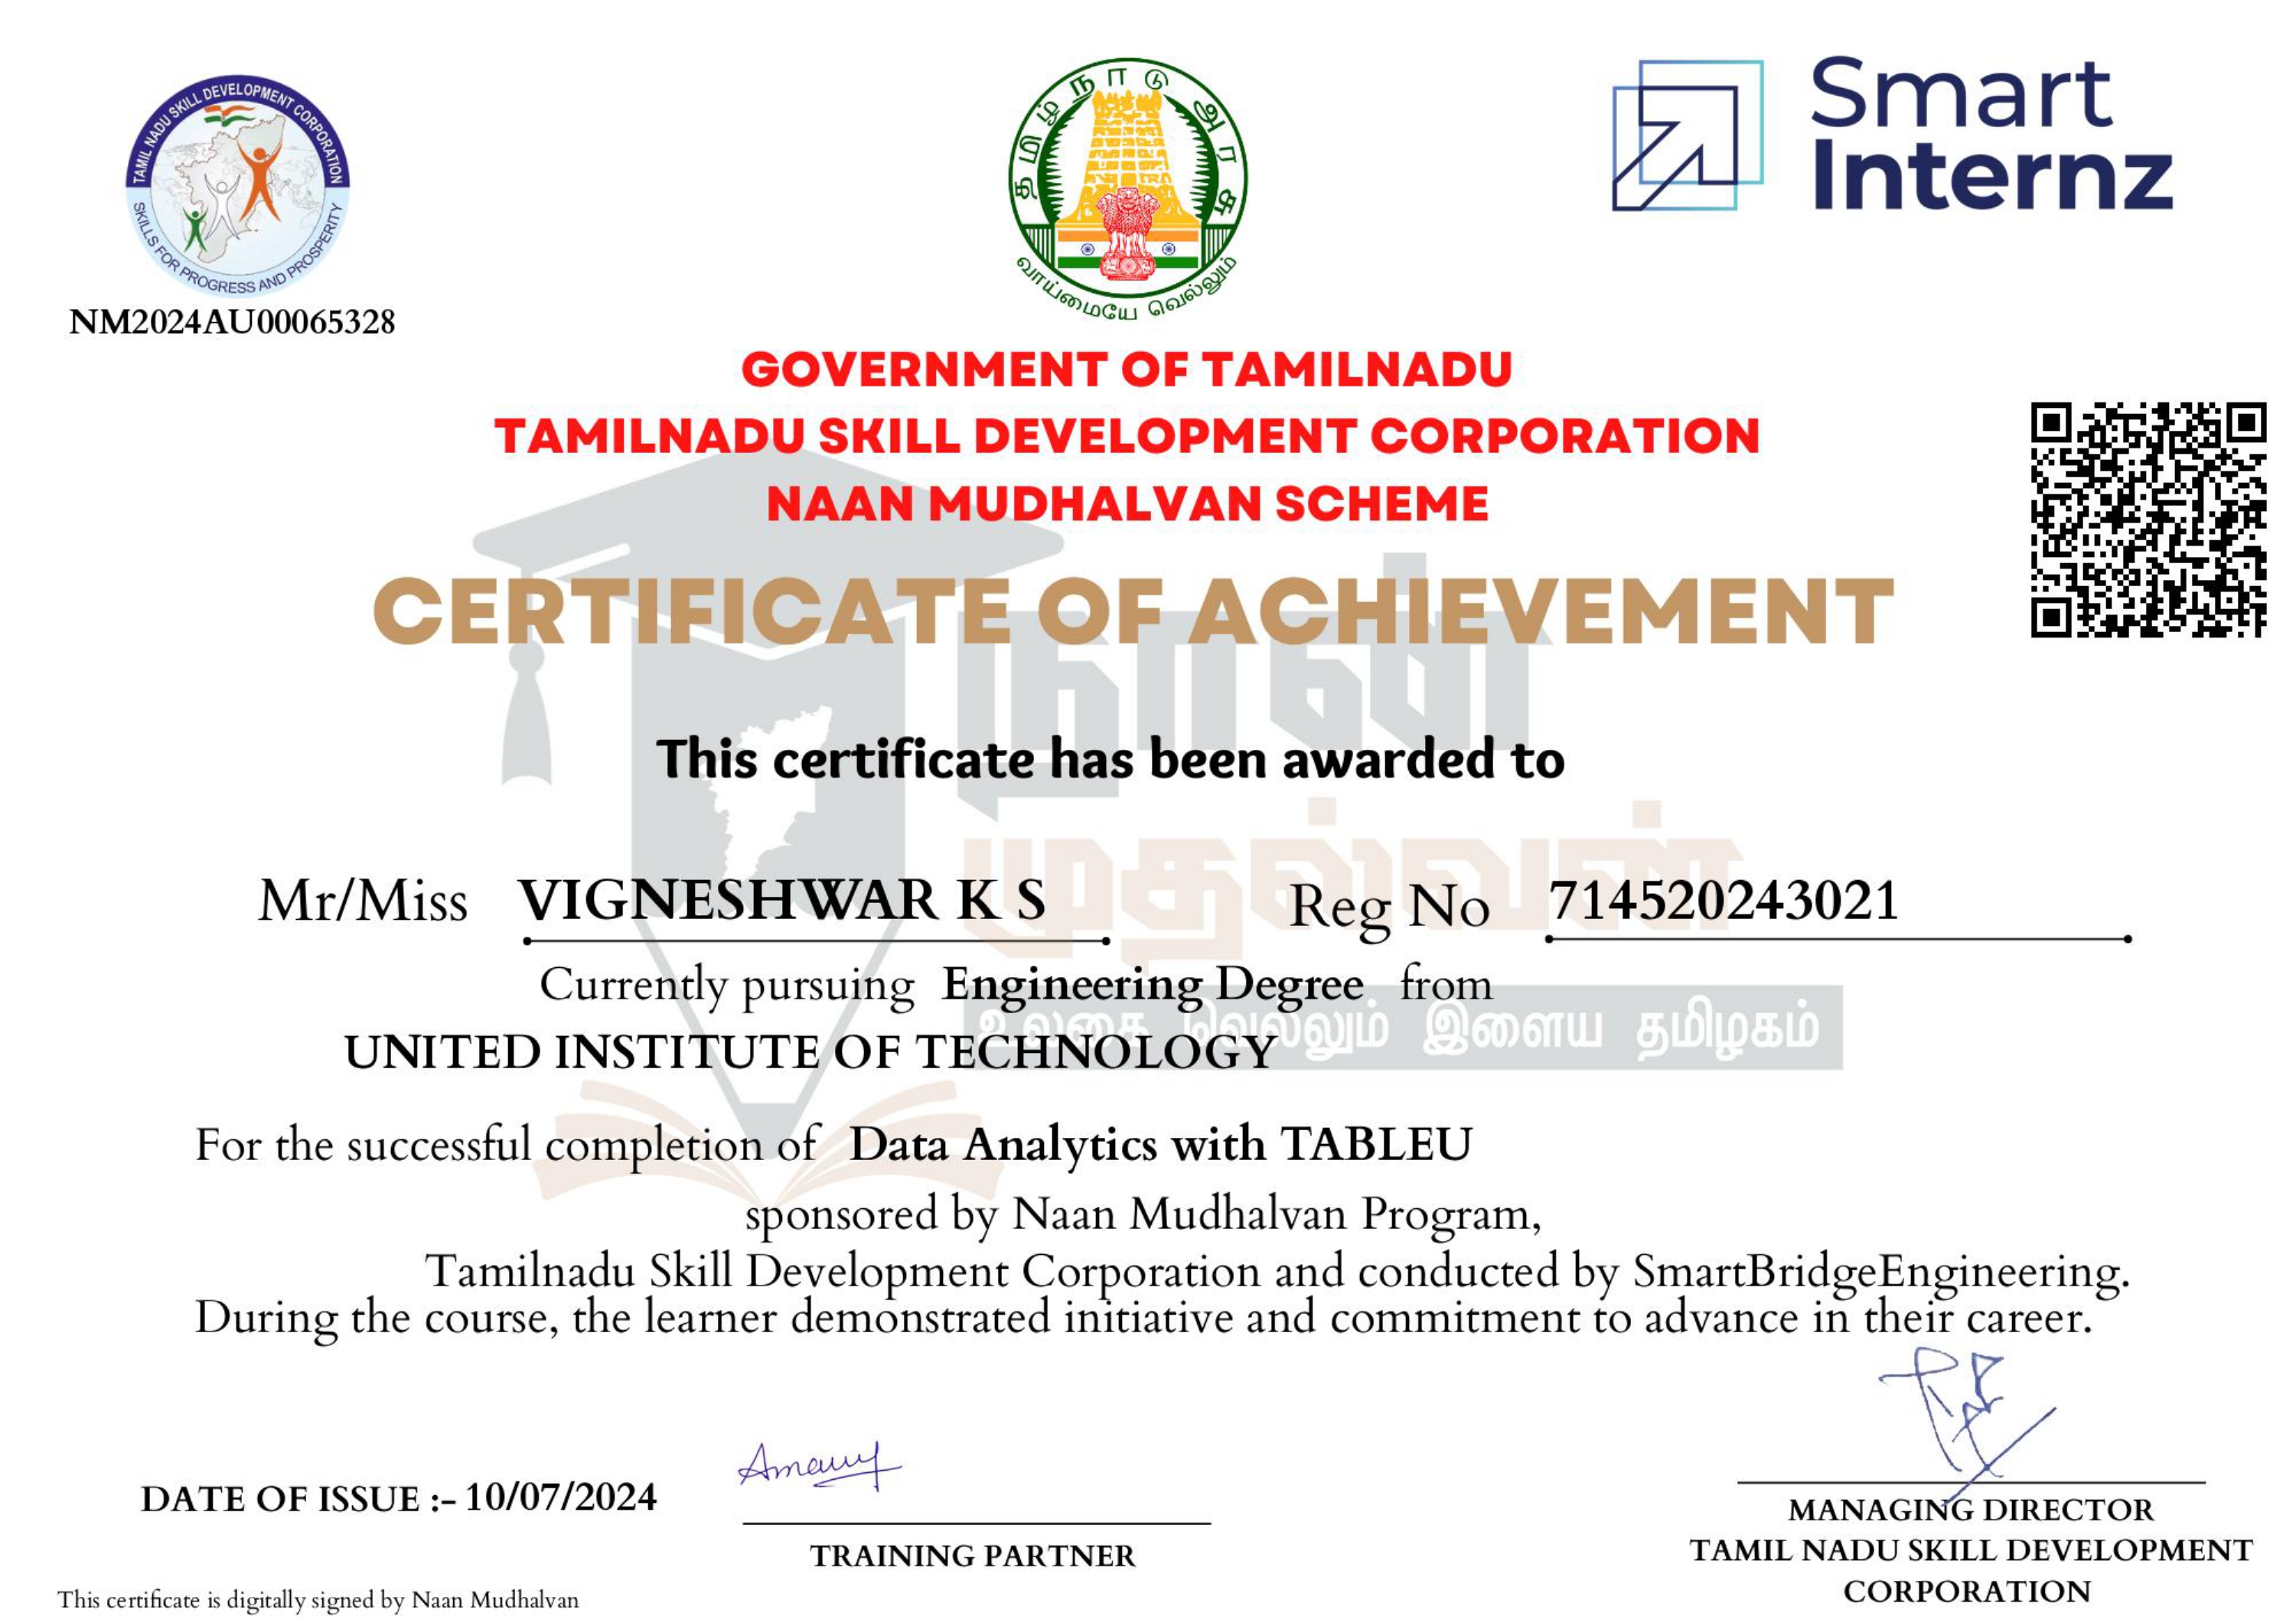 TAMIL NADU SKILL DEVELOPMENT CORPORATION
SKILLS FOR PROGRESS AND PROSPERITY
NM2024AU00065328
தமிழ்நாடு அரசு
வாய்மையே வெல்லும்
Smart
Internz
GOVERNMENT OF TAMILNADU
TAMILNADU SKILL DEVELOPMENT CORPORATION
NAAN MUDHALVAN SCHEME
CERTIFICATE OF ACHIEVEMENT
நான்
This certificate has been awarded to
முதல்வன்
Mr/Miss VIGNESHWAR K S Reg No 714520243021
Currently pursuing Engineering Degree from
உலகை வெல்லும் இளைய தமிழகம்
UNITED INSTITUTE OF TECHNOLOGY
For the successful completion of Data Analytics with TABLEU
sponsored by Naan Mudhalvan Program,
Tamilnadu Skill Development Corporation and conducted by SmartBridgeEngineering.
During the course, the learner demonstrated initiative and commitment to advance in their career.
DATE OF ISSUE :- 10/07/2024
TRAINING PARTNER
MANAGING DIRECTOR
TAMIL NADU SKILL DEVELOPMENT
CORPORATION
This certificate is digitally signed by Naan Mudhalvan